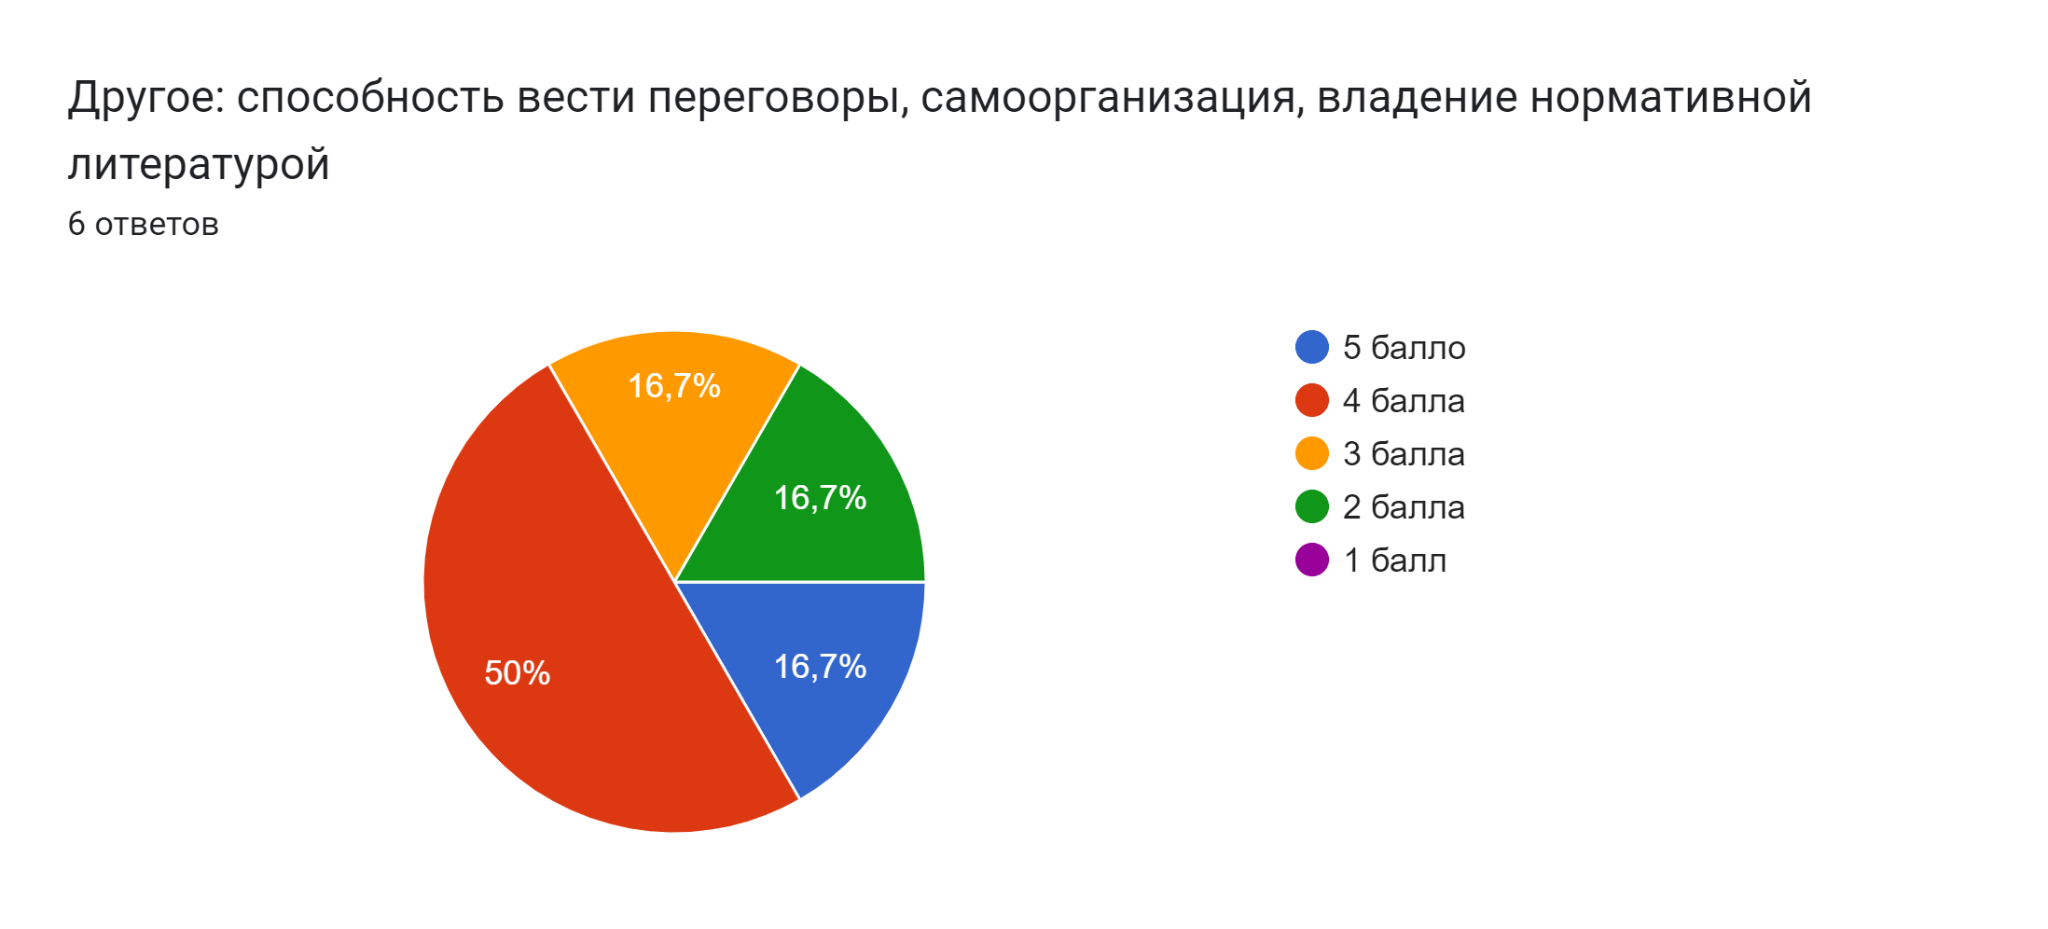 Другое: способность вести переговоры, самоорганизация, владение нормативной
литературой
6 ответов
16,7%
16,7%
50%
16,7%
5 балло
4 балла
3 балла
2 балла
1 балл